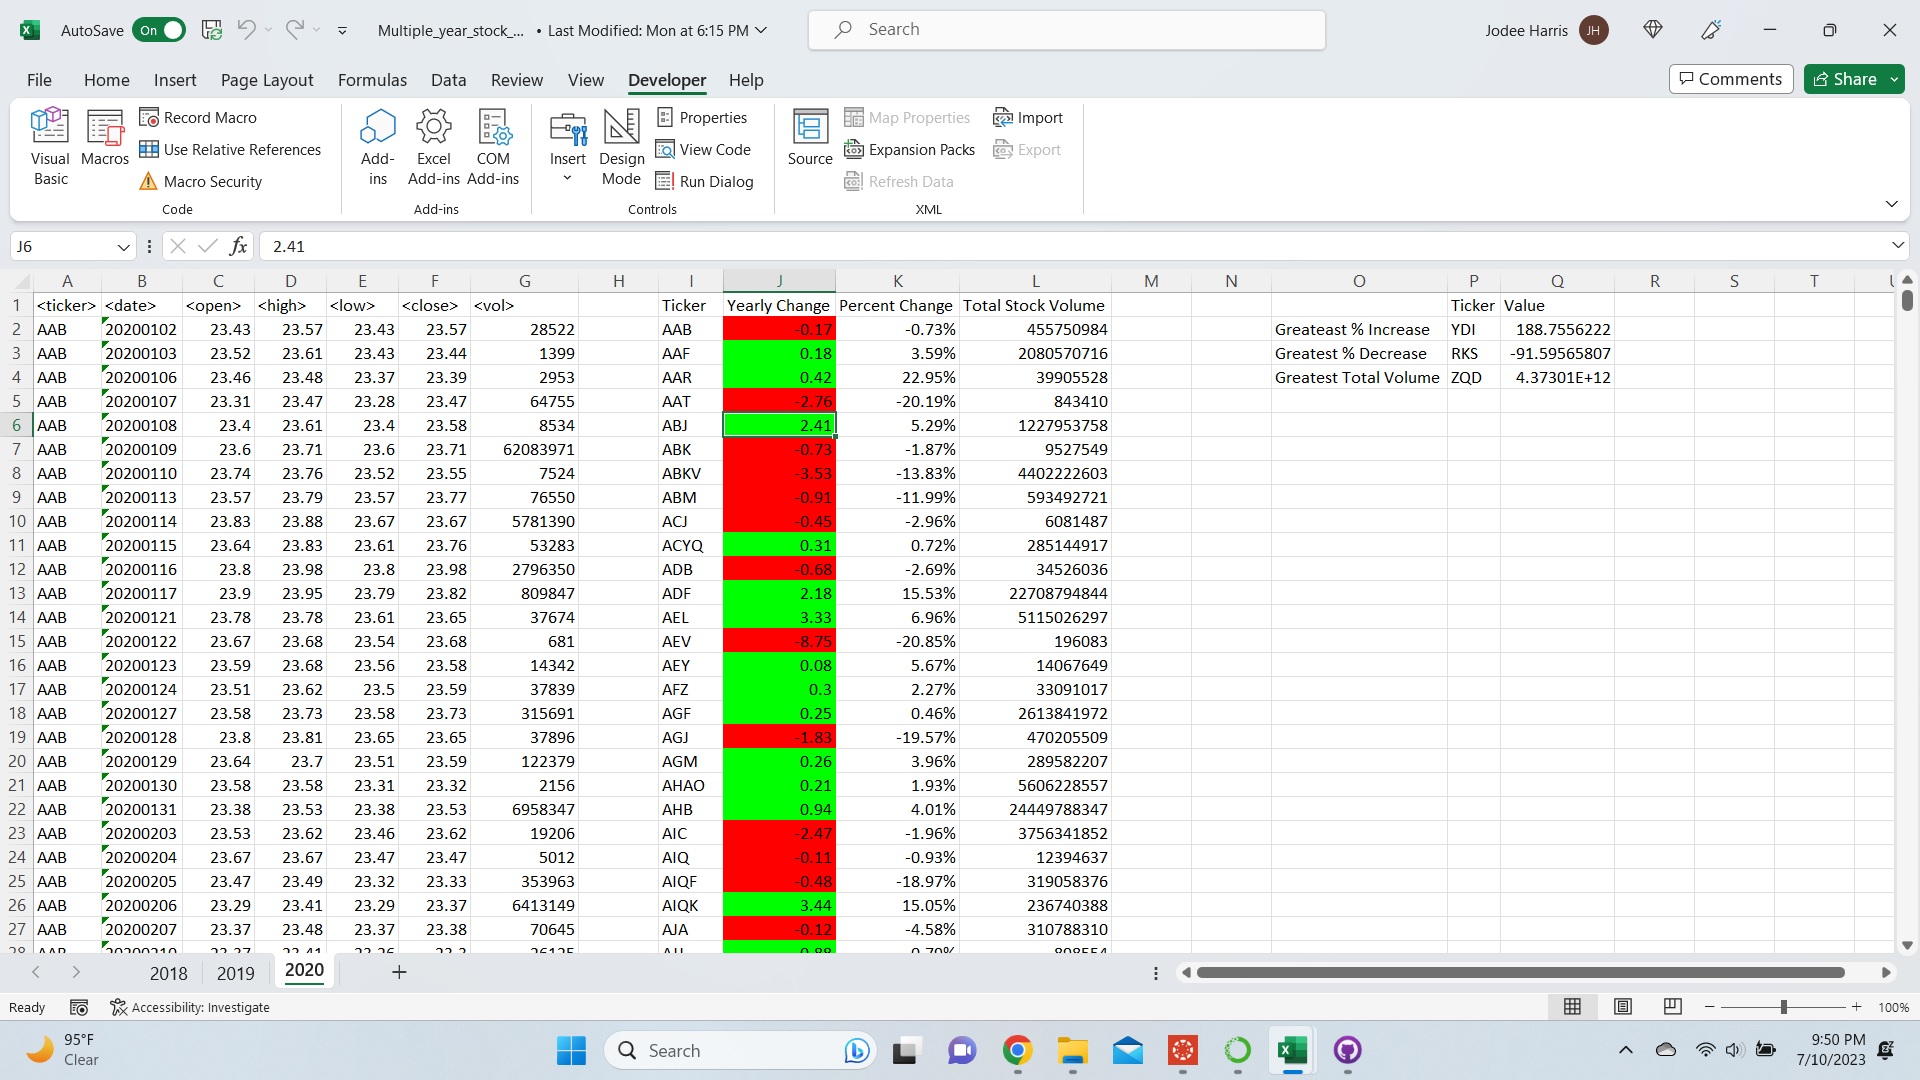 AutoSave On Multiple_year_stock_... • Last Modified: Mon at 6:15 PM Search Jodee Harris JH
File Home Insert Page Layout Formulas Data Review View Developer Help Comments Share
Visual Basic
Macros
Record Macro
Use Relative References
Macro Security
Code
Add-ins
Excel Add-ins
COM Add-ins
Add-ins
Insert
Design Mode
Properties
View Code
Run Dialog
Controls
Source
Map Properties
Expansion Packs
Refresh Data
Import
Export
XML
J6 fx 2.41
A B C D E F G H I J K L M N O P Q R S T
1 <ticker> <date> <open> <high> <low> <close> <vol> Ticker Yearly Change Percent Change Total Stock Volume Ticker Value
2 AAB 20200102 23.43 23.57 23.43 23.57 28522 AAB -0.17 -0.73% 455750984 Greateast % Increase YDI 188.7556222
3 AAB 20200103 23.52 23.61 23.43 23.44 1399 AAF 0.18 3.59% 2080570716 Greatest % Decrease RKS -91.59565807
4 AAB 20200106 23.46 23.48 23.37 23.39 2953 AAR 0.42 22.95% 39905528 Greatest Total Volume ZQD 4.37301E+12
5 AAB 20200107 23.31 23.47 23.28 23.47 64755 AAT -2.76 -20.19% 843410
6 AAB 20200108 23.4 23.61 23.4 23.58 8534 ABJ 2.41 5.29% 1227953758
7 AAB 20200109 23.6 23.71 23.6 23.71 62083971 ABK -0.73 -1.87% 9527549
8 AAB 20200110 23.74 23.76 23.52 23.55 7524 ABKV -3.53 -13.83% 4402222603
9 AAB 20200113 23.57 23.79 23.57 23.77 76550 ABM -0.91 -11.99% 593492721
10 AAB 20200114 23.83 23.88 23.67 23.67 5781390 ACJ -0.45 -2.96% 6081487
11 AAB 20200115 23.64 23.83 23.61 23.76 53283 ACYQ 0.31 0.72% 285144917
12 AAB 20200116 23.8 23.98 23.8 23.98 2796350 ADB -0.68 -2.69% 34526036
13 AAB 20200117 23.9 23.95 23.79 23.82 809847 ADF 2.18 15.53% 22708794844
14 AAB 20200121 23.78 23.78 23.61 23.65 37674 AEL 3.33 6.96% 5115026297
15 AAB 20200122 23.67 23.68 23.54 23.68 681 AEV -8.75 -20.85% 196083
16 AAB 20200123 23.59 23.68 23.56 23.58 14342 AEY 0.08 5.67% 14067649
17 AAB 20200124 23.51 23.62 23.5 23.59 37839 AFZ 0.3 2.27% 33091017
18 AAB 20200127 23.58 23.73 23.58 23.73 315691 AGF 0.25 0.46% 2613841972
19 AAB 20200128 23.8 23.81 23.65 23.65 37896 AGJ -1.83 -19.57% 470205509
20 AAB 20200129 23.64 23.7 23.51 23.59 122379 AGM 0.26 3.96% 289582207
21 AAB 20200130 23.58 23.58 23.31 23.32 2156 AHAO 0.21 1.93% 5606228557
22 AAB 20200131 23.38 23.53 23.38 23.53 6958347 AHB 0.94 4.01% 24449788347
23 AAB 20200203 23.53 23.62 23.46 23.62 19206 AIC -2.47 -1.96% 3756341852
24 AAB 20200204 23.67 23.67 23.47 23.47 5012 AIQ -0.11 -0.93% 12394637
25 AAB 20200205 23.47 23.49 23.32 23.33 353963 AIQF -0.48 -18.97% 319058376
26 AAB 20200206 23.29 23.41 23.29 23.37 6413149 AIQK 3.44 15.05% 236740388
27 AAB 20200207 23.37 23.48 23.37 23.38 70645 AJA -0.12 -4.58% 310788310
2018 2019 2020
Ready Accessibility: Investigate 100%
95°F
Clear
Search
9:50 PM
7/10/2023